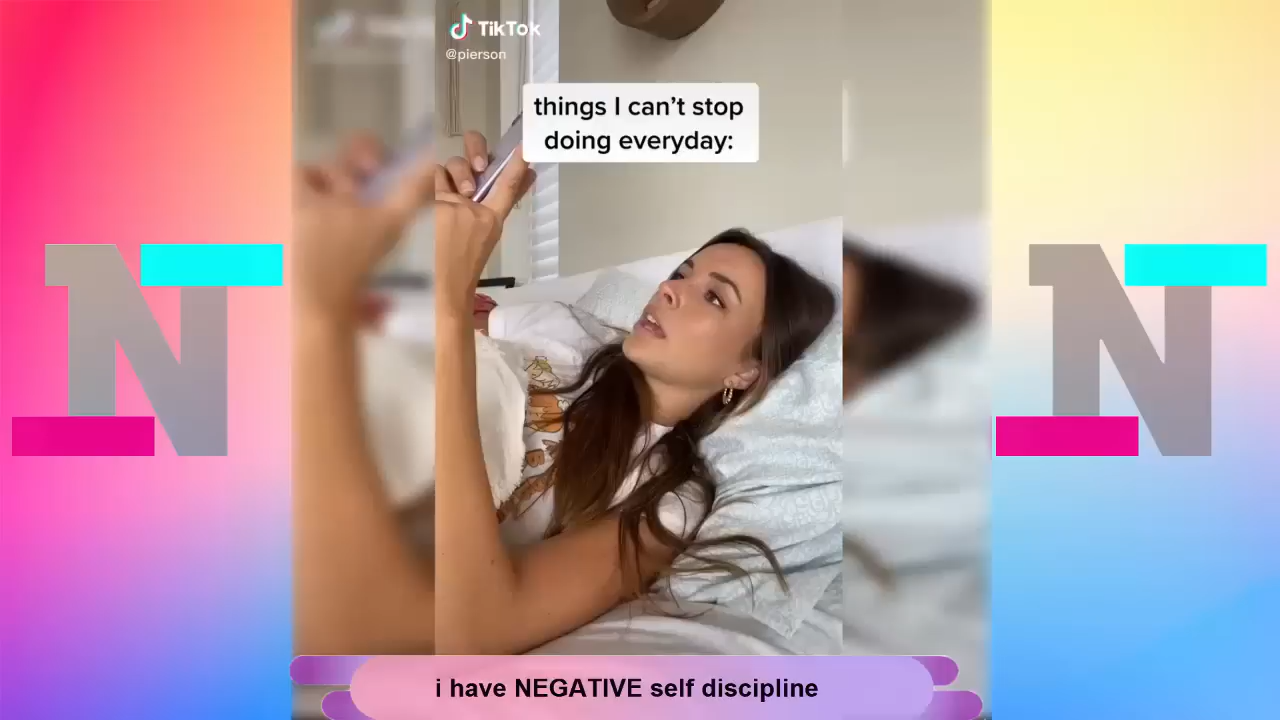 TikTok
@pierson
things I can't stop
doing everyday:
N
N
i have NEGATIVE self discipline